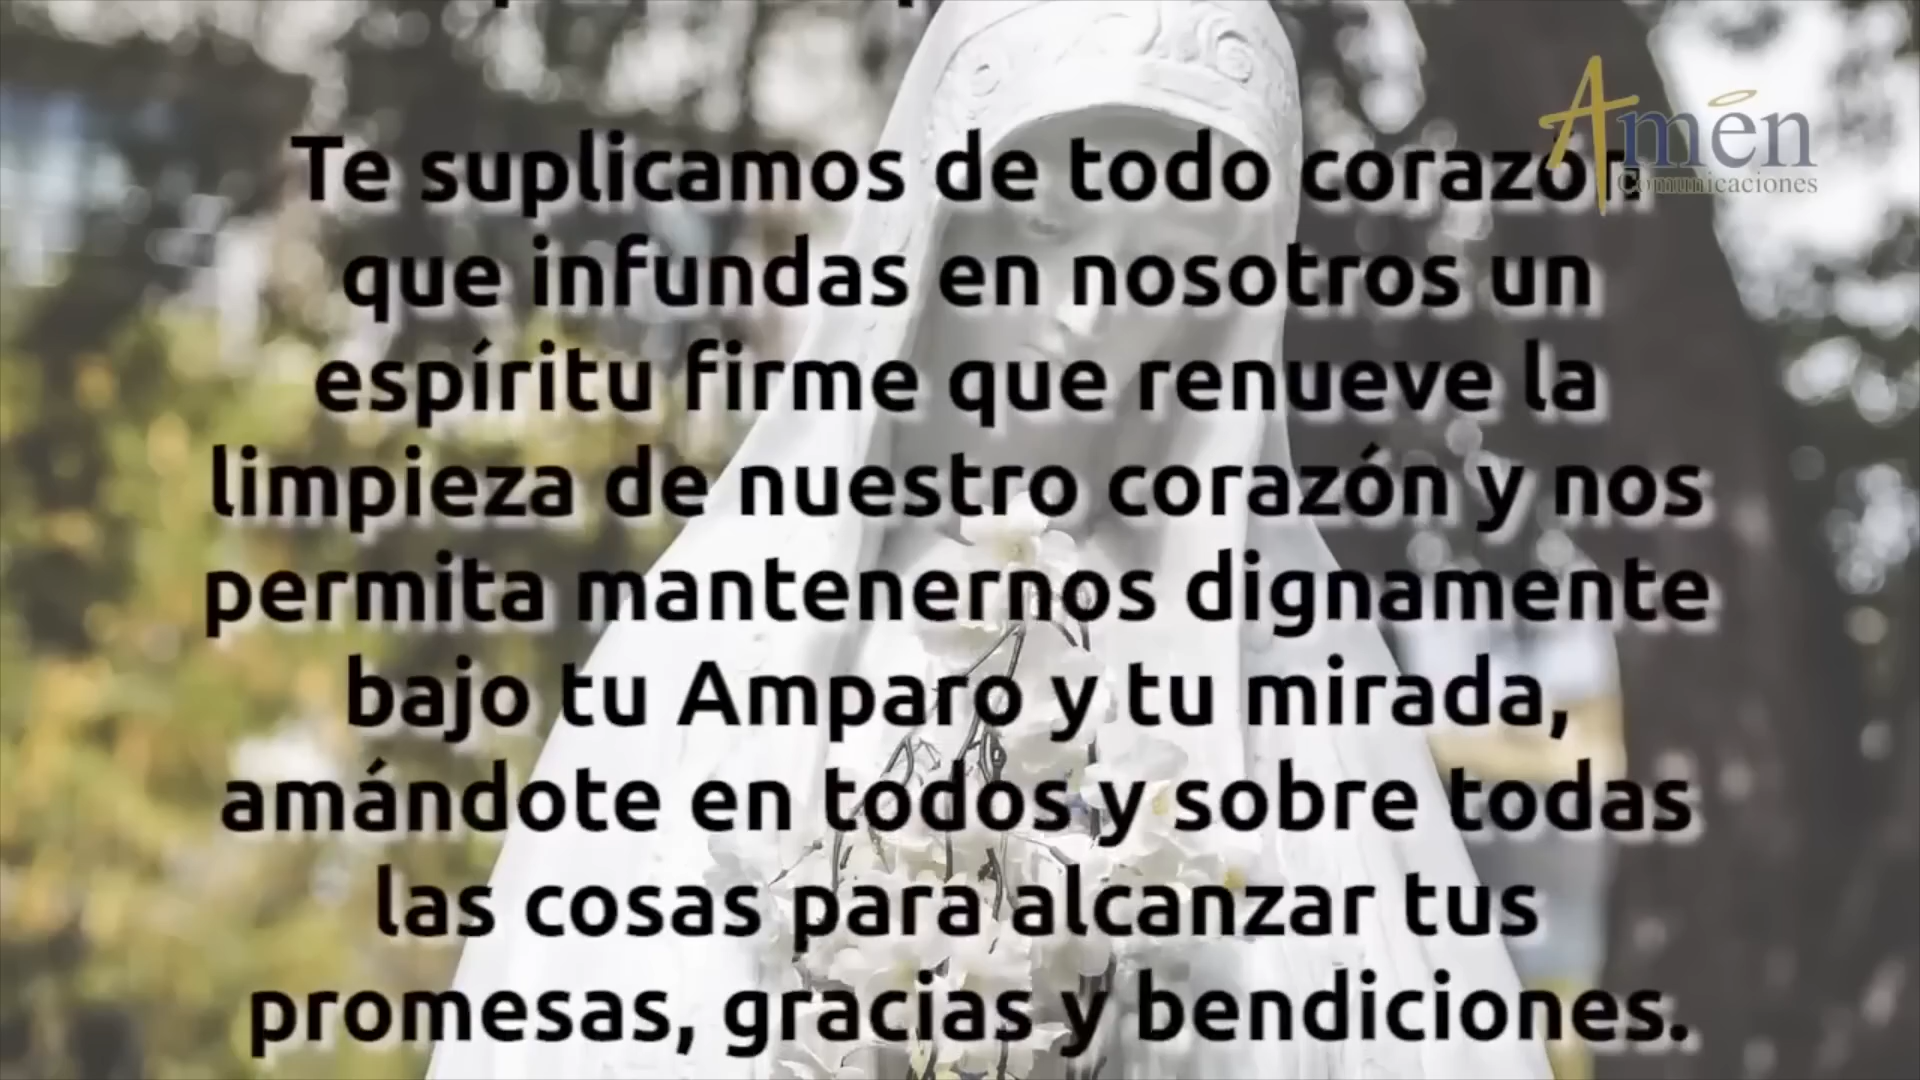 Te suplicamos de todo corazón
que infundas en nosotros un
espíritu firme que renueve la
limpieza de nuestro corazón y nos
permita mantenernos dignamente
bajo tu Amparo y tu mirada,
amándote en todos y sobre todas
las cosas para alcanzar tus
promesas, gracias y bendiciones.
Amén
Comunicaciones